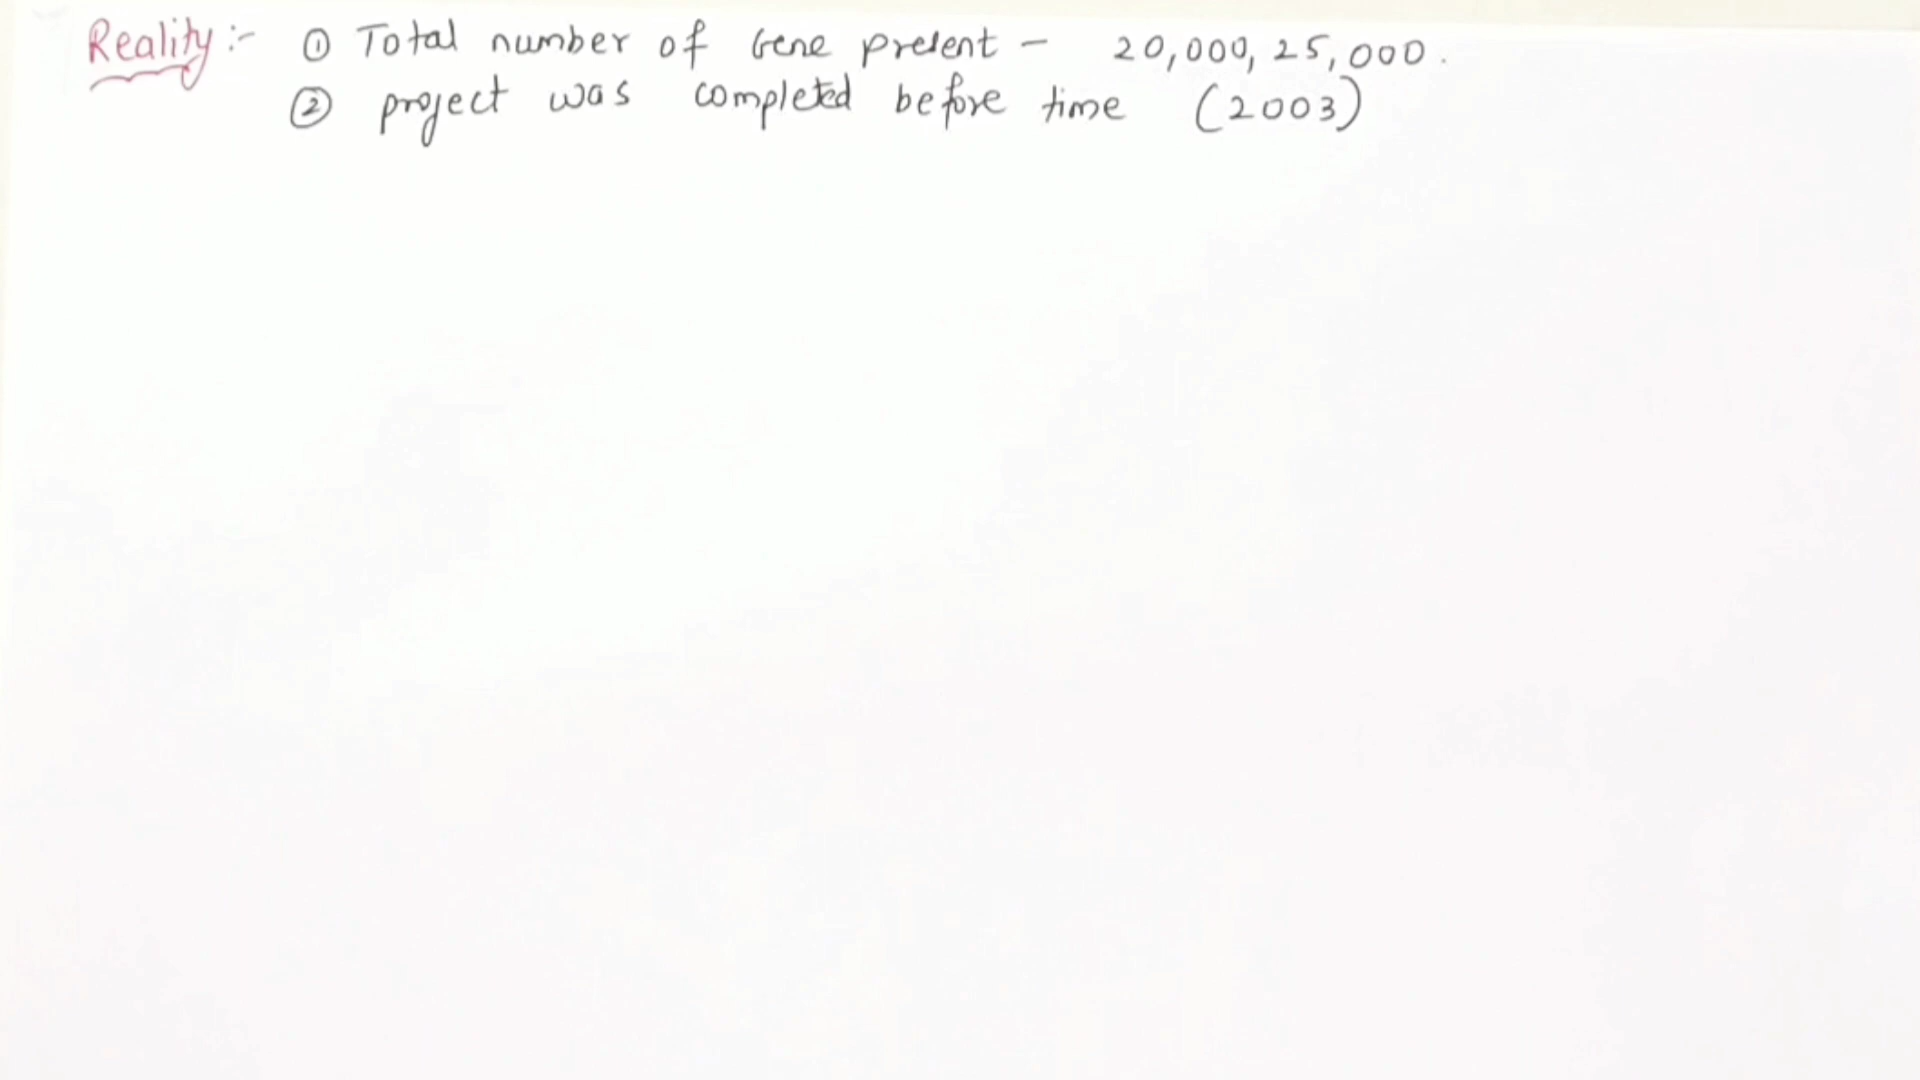 Reality :- ① Total number of Gene present - 20,000, 25,000.
② project was completed before time (2003)